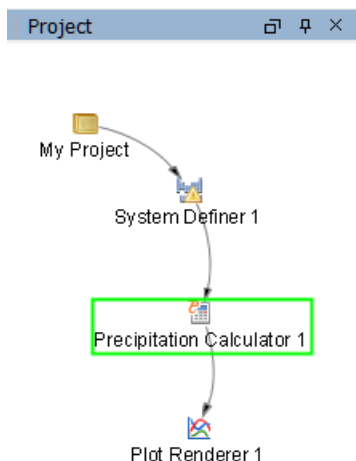 Project
My Project
System Definer 1
Precipitation Calculator 1
Plot Renderer 1